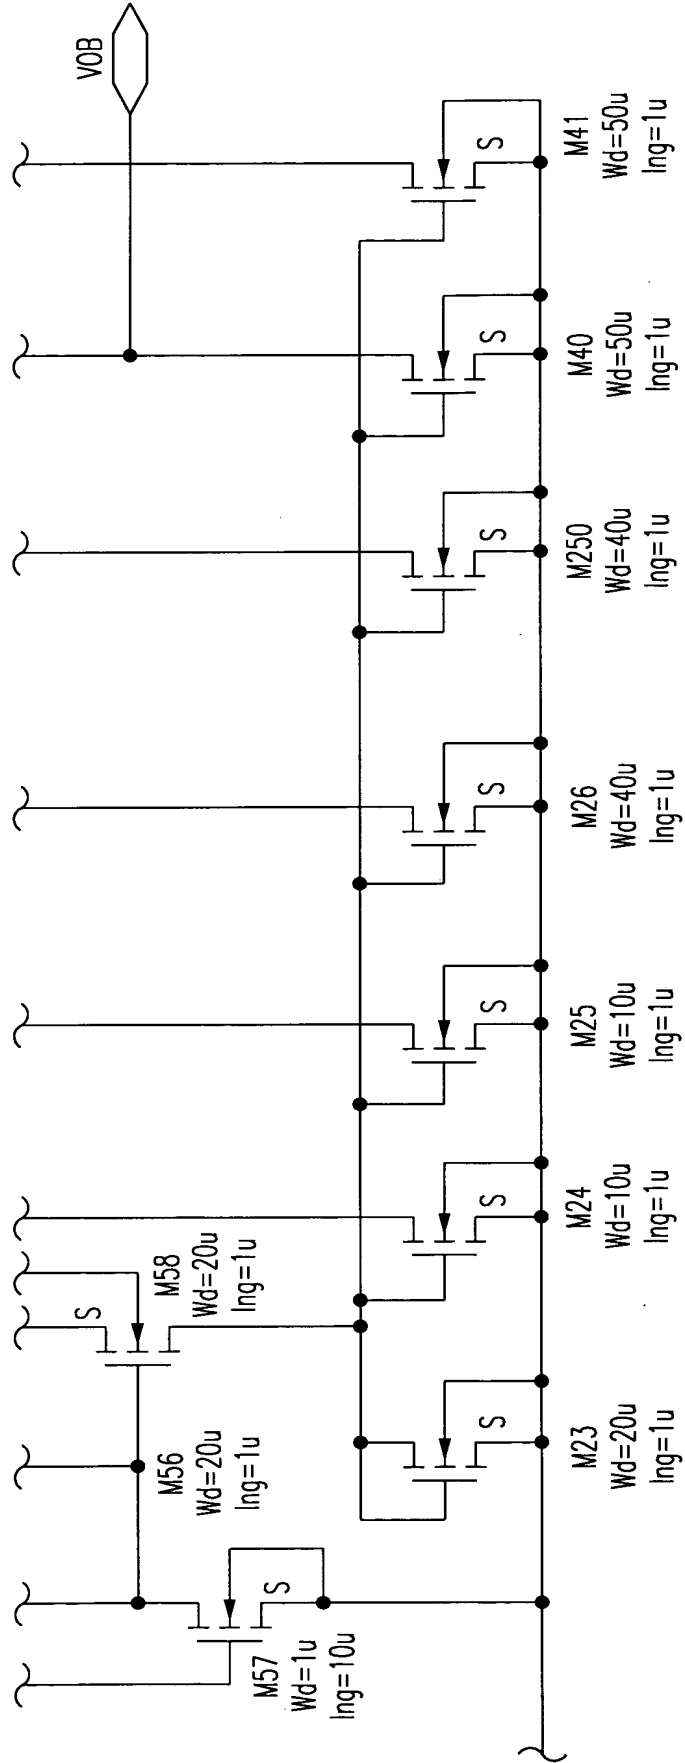 VOB
S
M41
Wd=50u
lng=1u
S
M40
Wd=50u
lng=1u
S
M250
Wd=40u
lng=1u
S
M26
Wd=40u
lng=1u
S
M25
Wd=10u
lng=1u
S
M24
Wd=10u
lng=1u
S
M58
Wd=20u
lng=1u
M56
Wd=20u
lng=1u
S
M23
Wd=20u
lng=1u
S
M57
Wd=1u
lng=10u